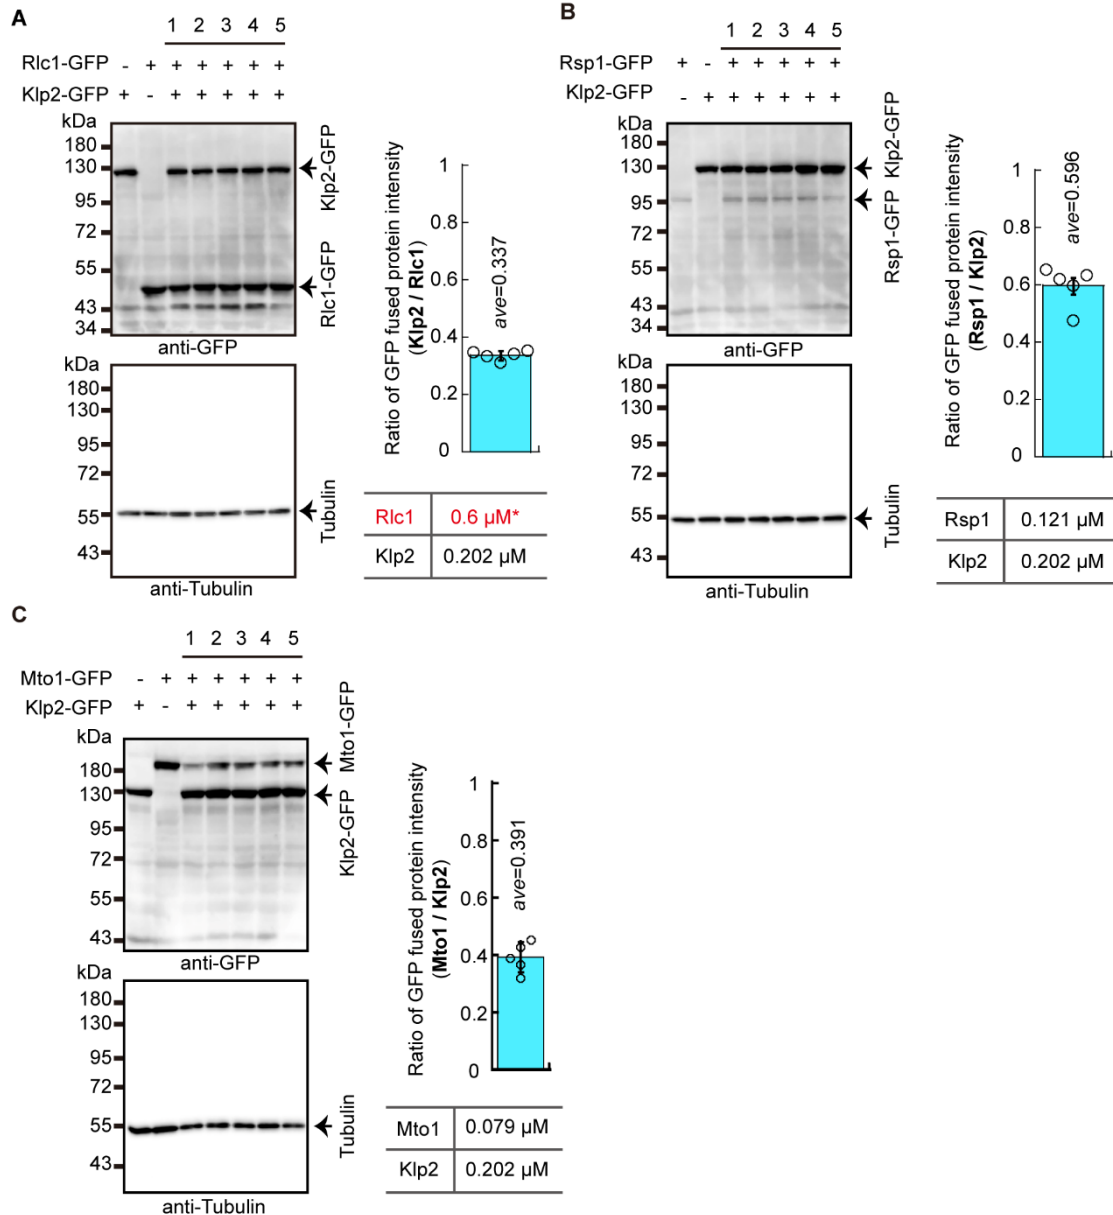 A
1 2 3 4 5
Rlc1-GFP - + + + + + +
Klp2-GFP + - + + + + +
kDa
180
130
95
72
55
43
34
Klp2-GFP
Rlc1-GFP
anti-GFP
kDa
180
130
95
72
55
43
Tubulin
anti-Tubulin
Ratio of GFP fused protein intensity
(Klp2 / Rlc1)
1
0.8
0.6
0.4
0.2
0
ave=0.337
Rlc1 0.6 μM*
Klp2 0.202 μM
B
1 2 3 4 5
Rsp1-GFP + - + + + + +
Klp2-GFP - + + + + + +
kDa
180
130
95
72
55
43
34
Klp2-GFP
Rsp1-GFP
anti-GFP
kDa
180
130
95
72
55
43
Tubulin
anti-Tubulin
Ratio of GFP fused protein intensity
(Rsp1 / Klp2)
1
0.8
0.6
0.4
0.2
0
ave=0.596
Rsp1 0.121 μM
Klp2 0.202 μM
C
1 2 3 4 5
Mto1-GFP - + + + + + +
Klp2-GFP + - + + + + +
kDa
180
130
95
72
55
43
Mto1-GFP
Klp2-GFP
anti-GFP
kDa
180
130
95
72
55
43
Tubulin
anti-Tubulin
Ratio of GFP fused protein intensity
(Mto1 / Klp2)
1
0.8
0.6
0.4
0.2
0
ave=0.391
Mto1 0.079 μM
Klp2 0.202 μM